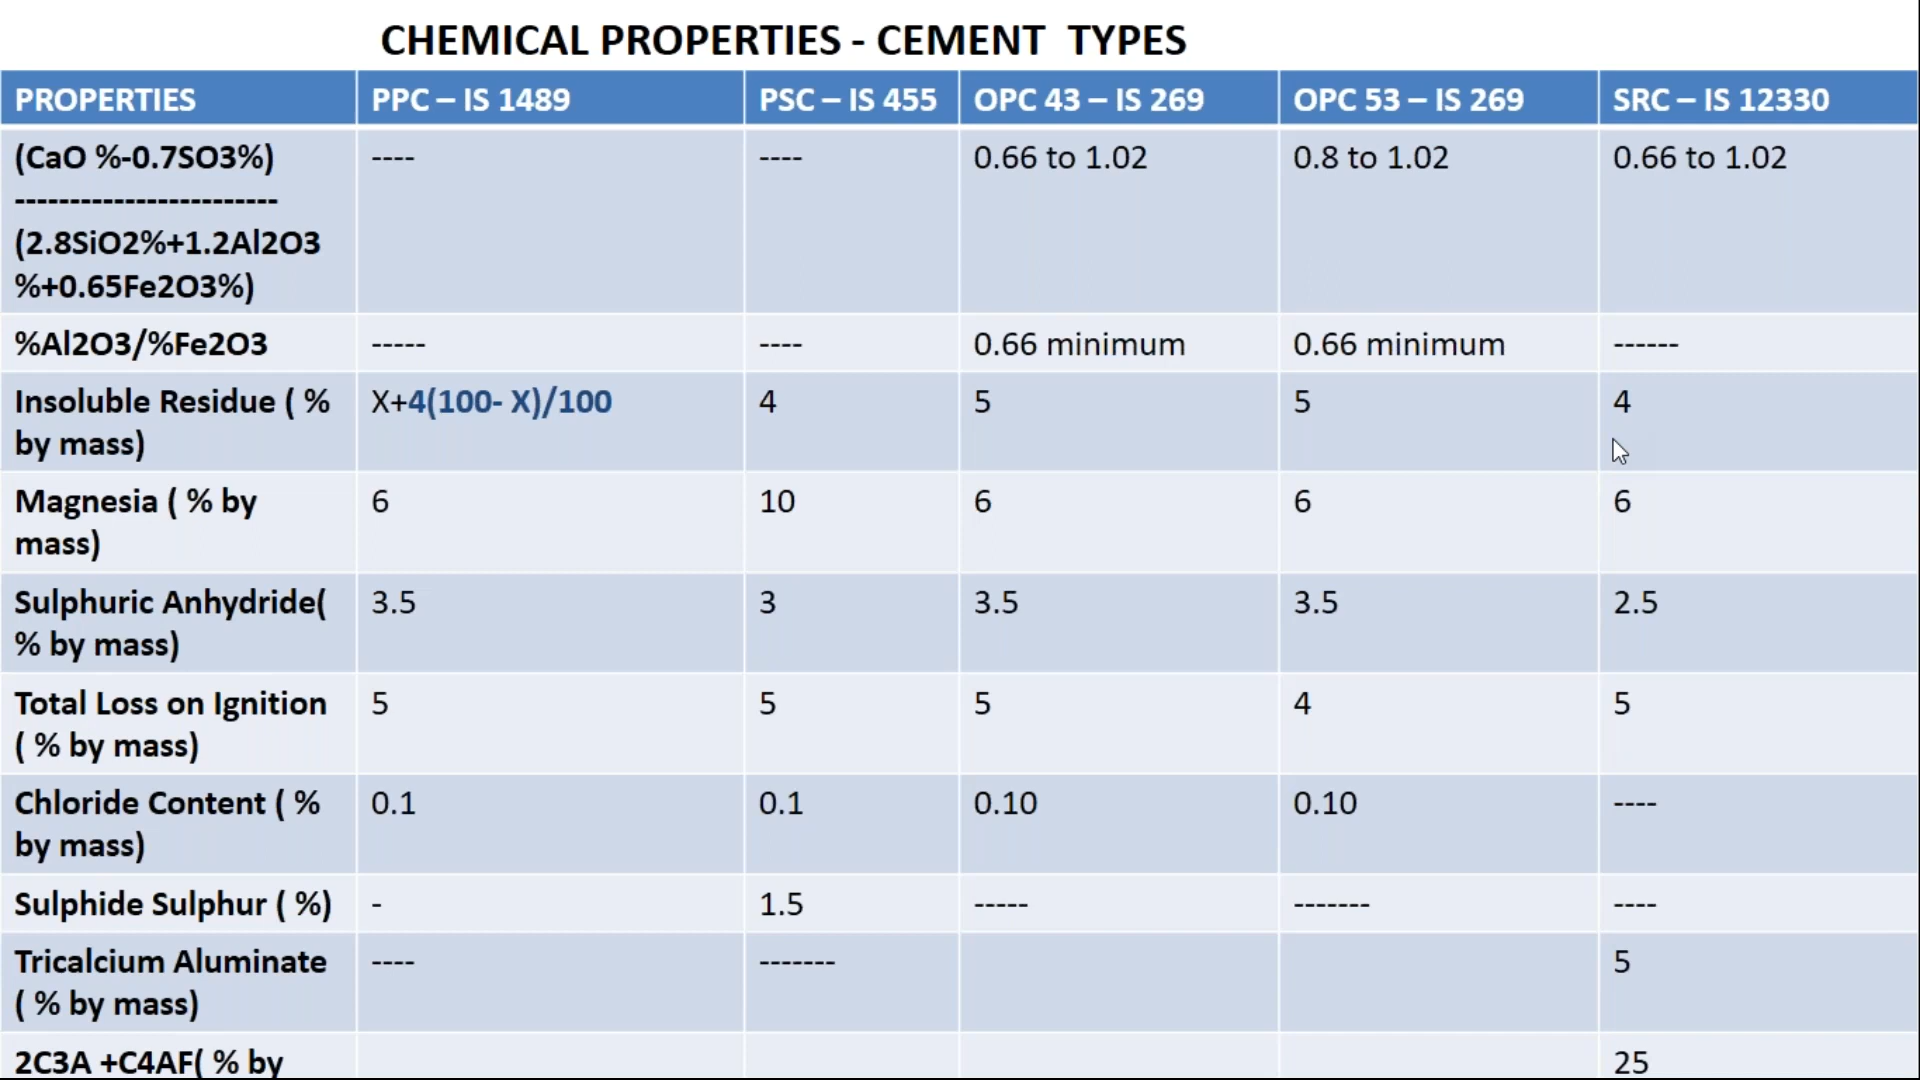 CHEMICAL PROPERTIES - CEMENT TYPES
PROPERTIES PPC – IS 1489 PSC – IS 455 OPC 43 – IS 269 OPC 53 – IS 269 SRC – IS 12330
(CaO %-0.7SO3%) ---- ---- 0.66 to 1.02 0.8 to 1.02 0.66 to 1.02
------------------------
(2.8SiO2%+1.2Al2O3
%+0.65Fe2O3%)
%Al2O3/%Fe2O3 ----- ---- 0.66 minimum 0.66 minimum ------
Insoluble Residue ( % X+4(100- X)/100 4 5 5 4
by mass)
Magnesia ( % by 6 10 6 6 6
mass)
Sulphuric Anhydride( 3.5 3 3.5 3.5 2.5
% by mass)
Total Loss on Ignition 5 5 5 4 5
( % by mass)
Chloride Content ( % 0.1 0.1 0.10 0.10 ----
by mass)
Sulphide Sulphur ( %) - 1.5 ----- ------- ----
Tricalcium Aluminate ---- ------- 5
( % by mass)
2C3A +C4AF( % by 25